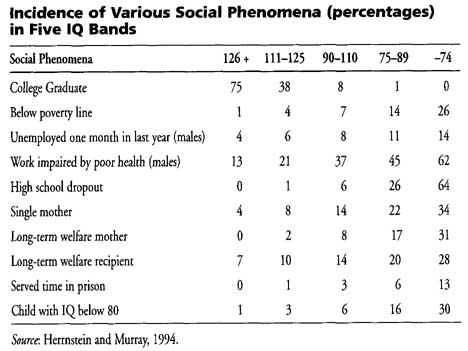 Incidence of Various Social Phenomena (percentages)
in Five IQ Bands
Social Phenomena 126 + 111–125 90–110 75–89 –74
College Graduate 75 38 8 1 0
Below poverty line 1 4 7 14 26
Unemployed one month in last year (males) 4 6 8 11 14
Work impaired by poor health (males) 13 21 37 45 62
High school dropout 0 1 6 26 64
Single mother 4 8 14 22 34
Long-term welfare mother 0 2 8 17 31
Long-term welfare recipient 7 10 14 20 28
Served time in prison 0 1 3 6 13
Child with IQ below 80 1 3 6 16 30
Source: Herrnstein and Murray, 1994.